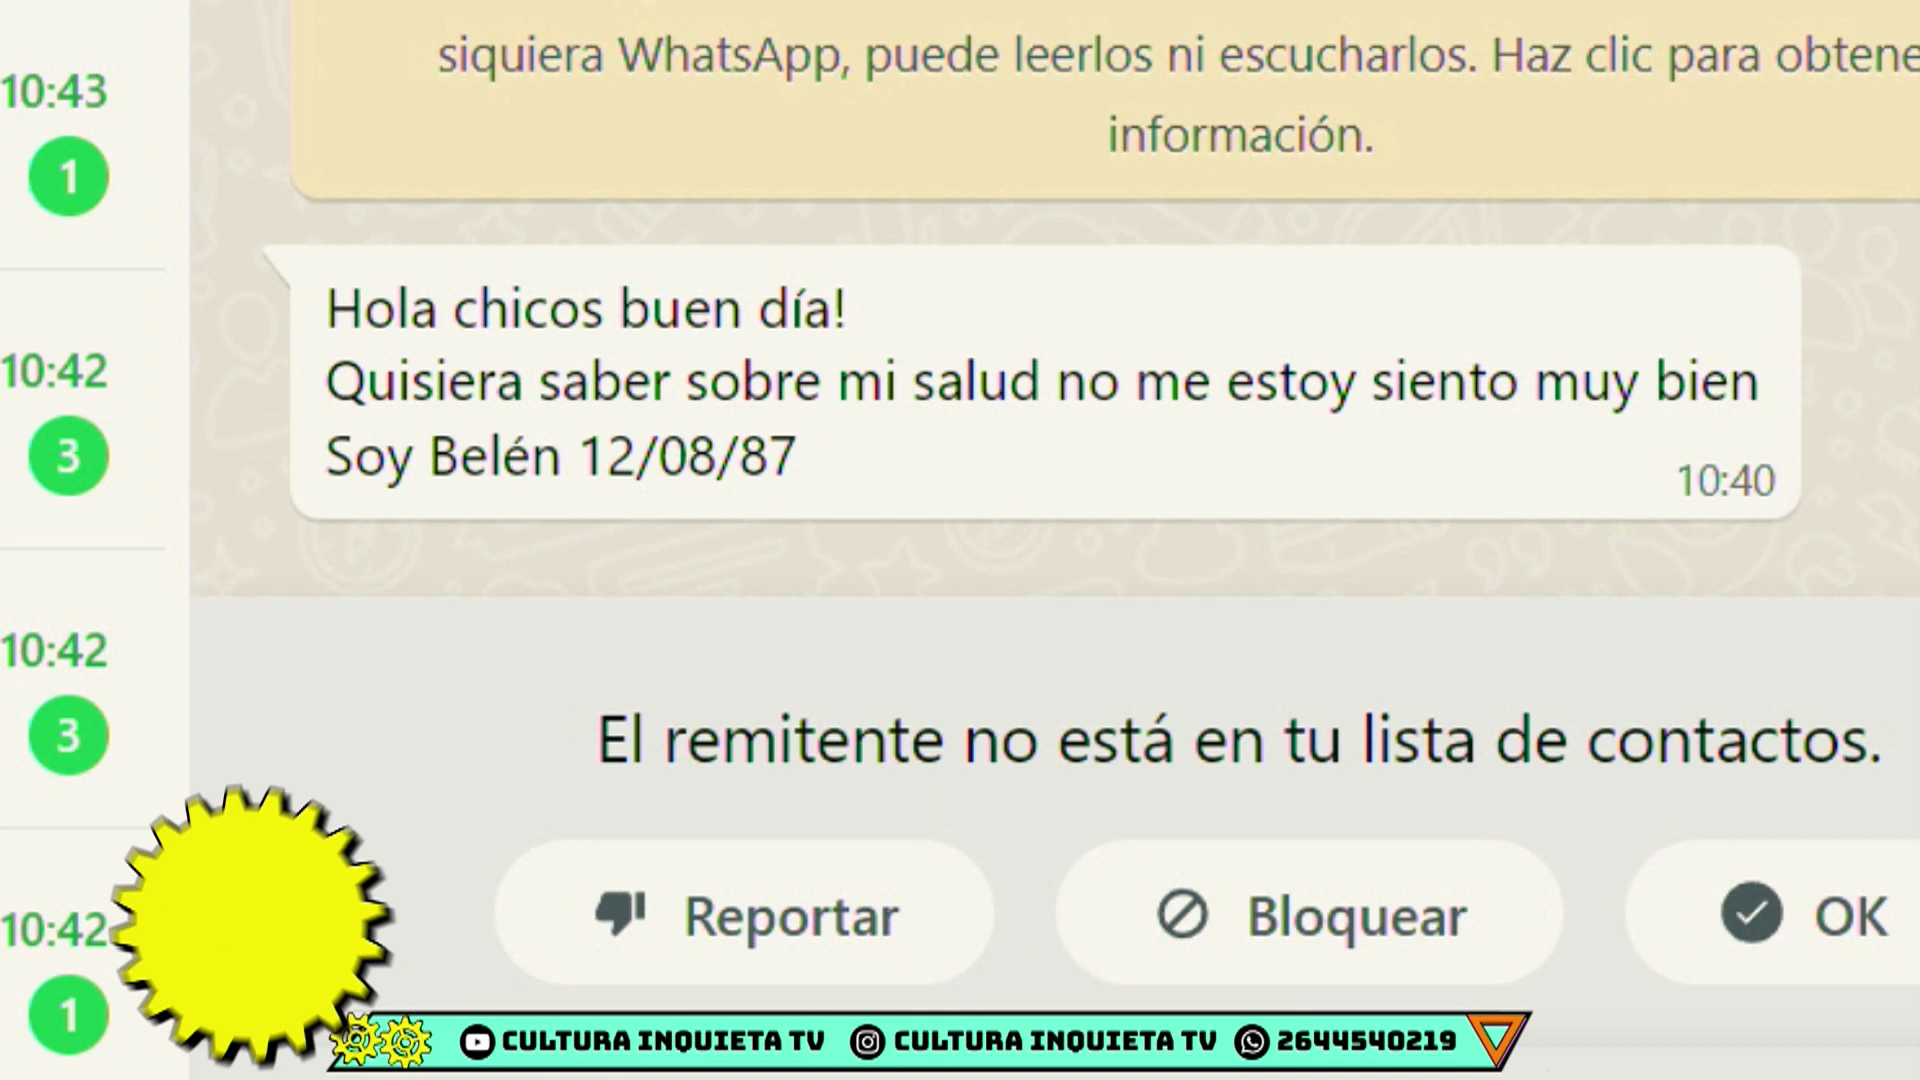 siquiera WhatsApp, puede leerlos ni escucharlos. Haz clic para obtene
información.
10:43
1
Hola chicos buen día!
Quisiera saber sobre mi salud no me estoy siento muy bien
Soy Belén 12/08/87
10:40
10:42
3
10:42
3
El remitente no está en tu lista de contactos.
Reportar
Bloquear
OK
10:42
1
CULTURA INQUIETA TV
CULTURA INQUIETA TV
2644540219